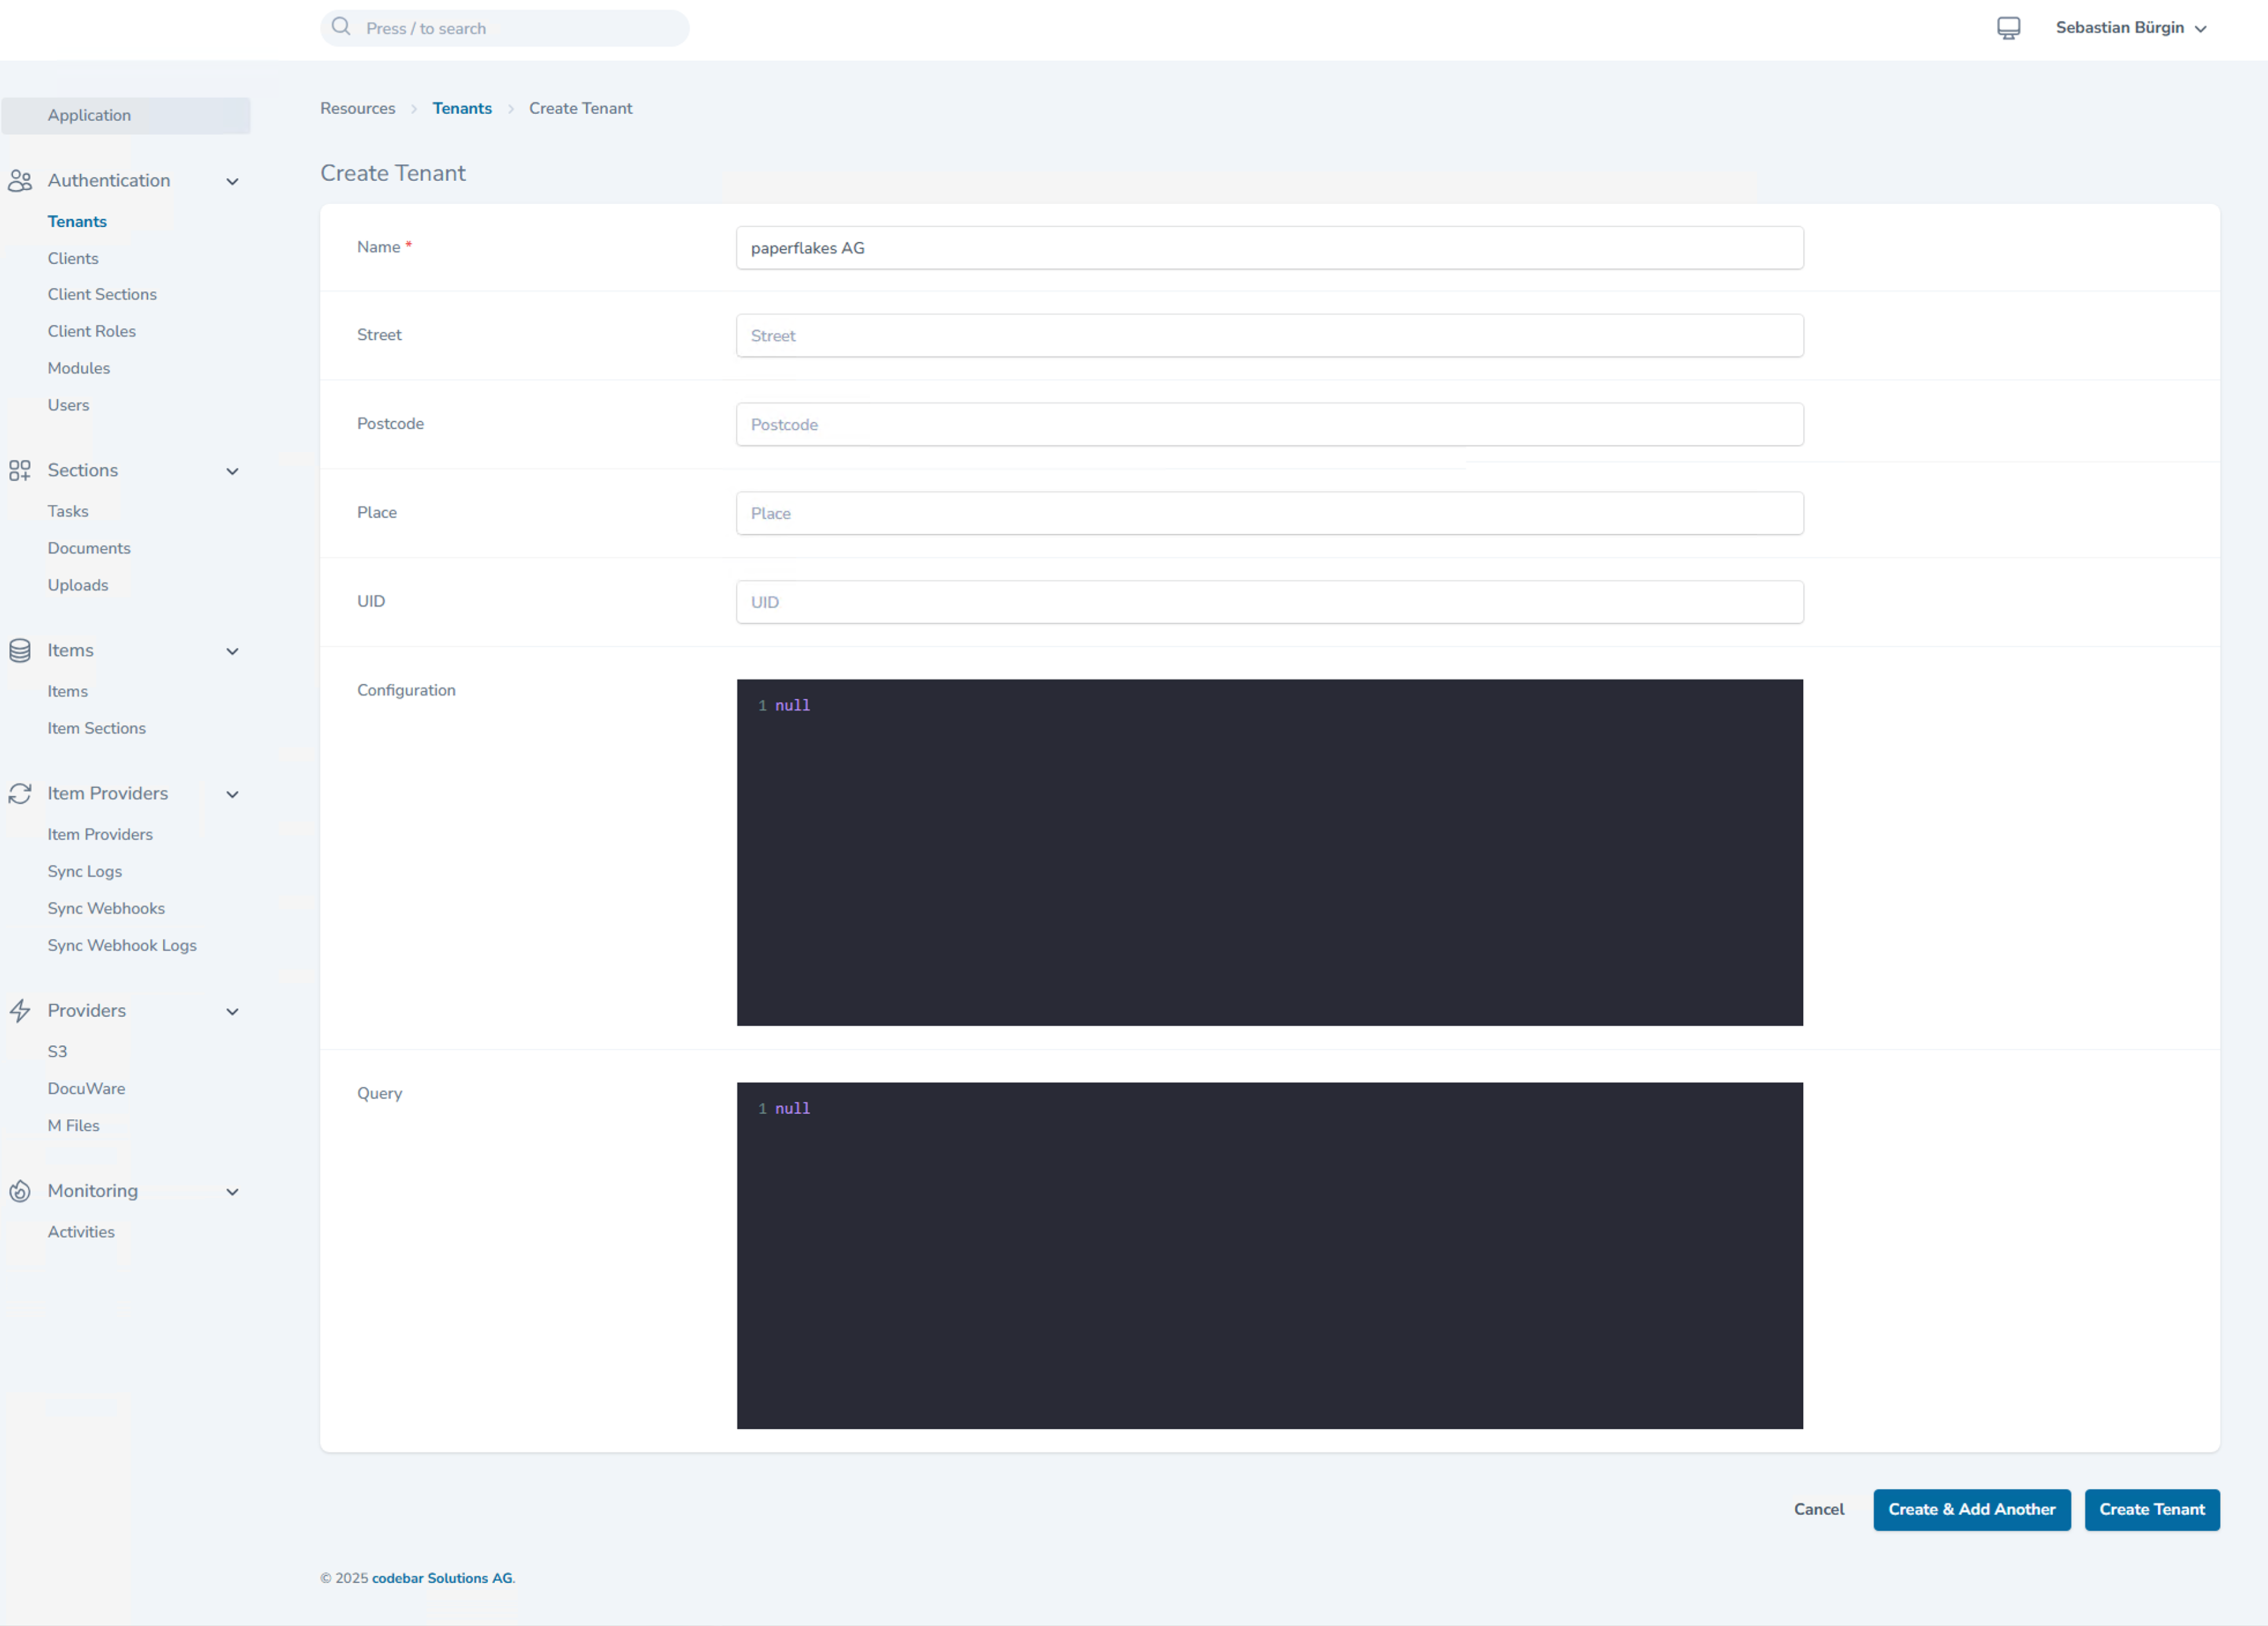 Press / to search
Sebastian Bürgin
Application
Authentication
Tenants
Clients
Client Sections
Client Roles
Modules
Users
Sections
Tasks
Documents
Uploads
Items
Items
Item Sections
Item Providers
Item Providers
Sync Logs
Sync Webhooks
Sync Webhook Logs
Providers
S3
DocuWare
M Files
Monitoring
Activities
Resources > Tenants > Create Tenant
Create Tenant
Name * paperflakes AG
Street Street
Postcode Postcode
Place Place
UID UID
Configuration
1 null
Query
1 null
Cancel Create & Add Another Create Tenant
© 2025 codebar Solutions AG.